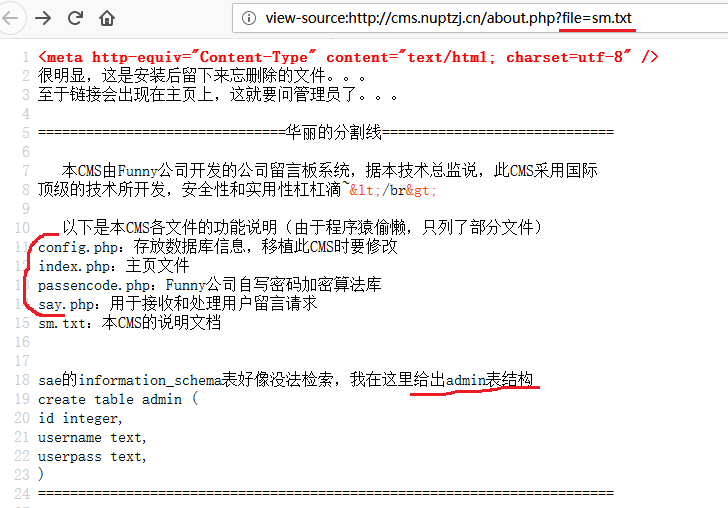 view-source:http://cms.nuptzj.cn/about.php?file=sm.txt
1 <meta http-equiv="Content-Type" content="text/html; charset=utf-8" />
2 很明显，这是安装后留下来忘删除的文件。。。
3 至于链接会出现在主页上，这就要问管理员了。。。
4
5 ===============================华丽的分割线=============================
6
7 本CMS由Funny公司开发的公司留言板系统，据本技术总监说，此CMS采用国际
8 顶级的技术所开发，安全性和实用性杠杠滴~&lt;/br&gt;
9
10 以下是本CMS各文件的功能说明（由于程序猿偷懒，只列了部分文件）
11 config.php：存放数据库信息，移植此CMS时要修改
12 index.php：主页文件
13 passencode.php：Funny公司自写密码加密算法库
14 say.php：用于接收和处理用户留言请求
15 sm.txt：本CMS的说明文档
16
17
18 sae的information_schema表好像没法检索，我在这里给出admin表结构
19 create table admin (
20 id integer,
21 username text,
22 userpass text,
23 )
24 ========================================================================